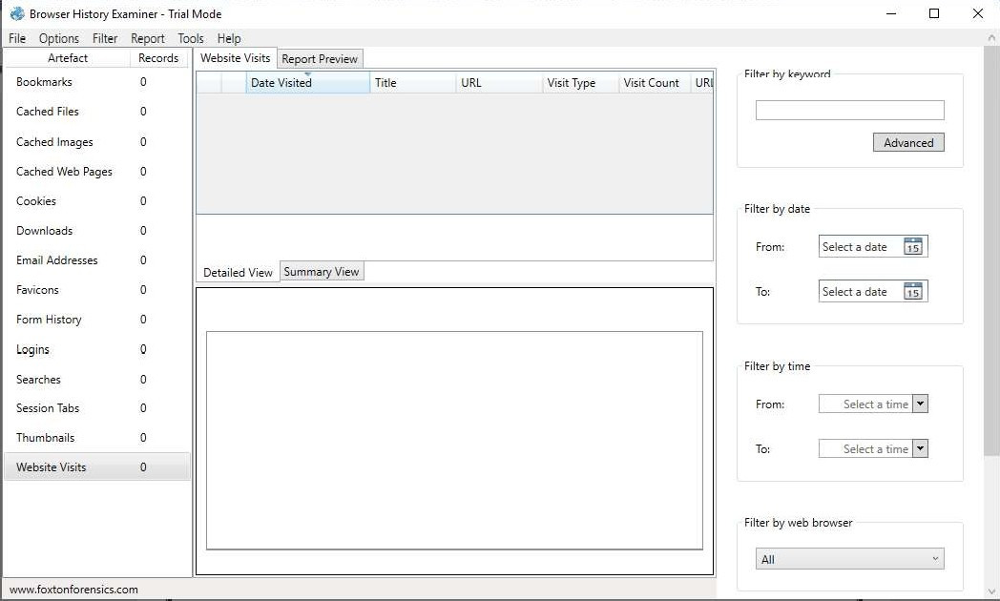 Browser History Examiner - Trial Mode
File Options Filter Report Tools Help
Artefact Records
Bookmarks 0
Cached Files 0
Cached Images 0
Cached Web Pages 0
Cookies 0
Downloads 0
Email Addresses 0
Favicons 0
Form History 0
Logins 0
Searches 0
Session Tabs 0
Thumbnails 0
Website Visits 0
Website Visits Report Preview
Date Visited Title URL Visit Type Visit Count URL
Detailed View Summary View
Filter by keyword
Advanced
Filter by date
From: Select a date 15
To: Select a date 15
Filter by time
From: Select a time
To: Select a time
Filter by web browser
All
www.foxtonforensics.com